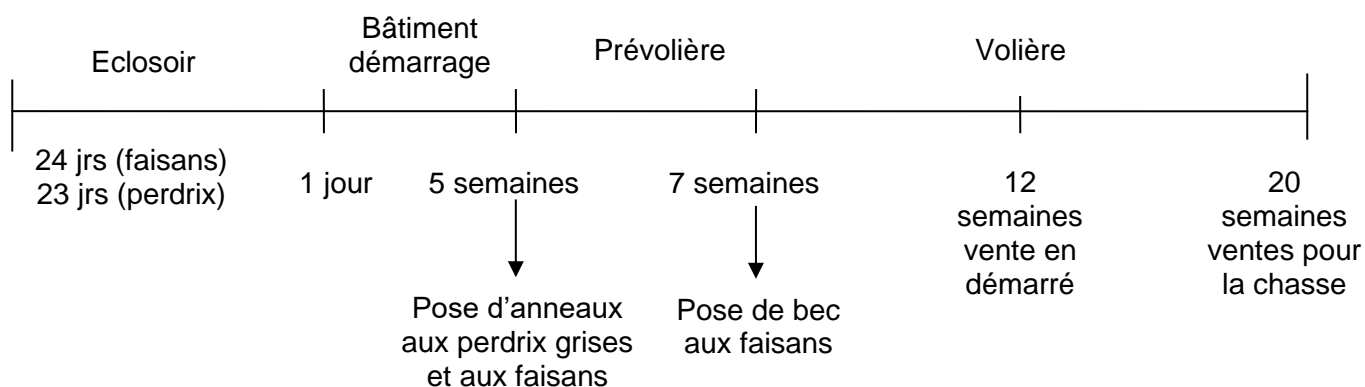 Eclosoir
Bâtiment
démarrage
Prévolière
Volière
24 jrs (faisans)
23 jrs (perdrix)
1 jour
5 semaines
7 semaines
12
semaines
vente en
démarré
20
semaines
ventes pour
la chasse
Pose d’anneaux
aux perdrix grises
et aux faisans
Pose de bec
aux faisans